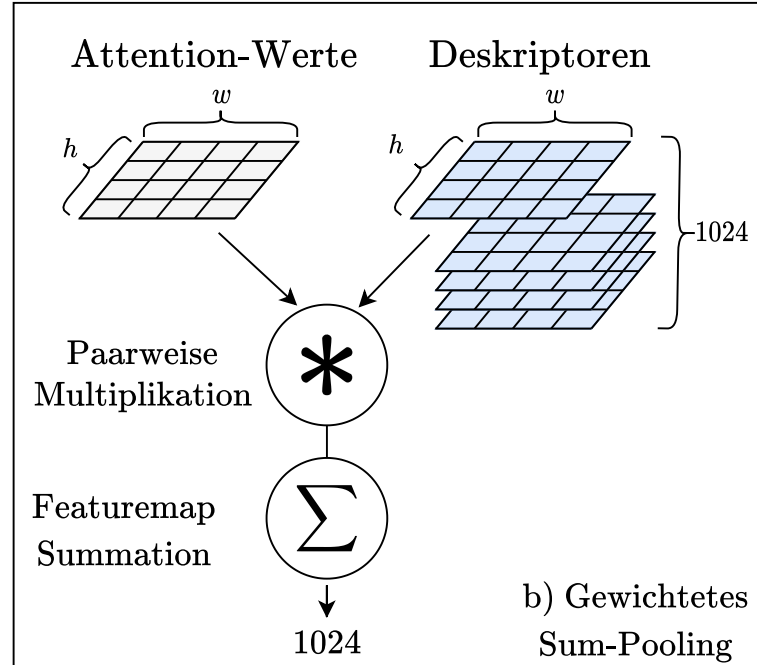 Attention-Werte
Deskriptoren
w
w
h
h
1024
Paarweise
Multiplikation
*
Featuremap
Summation
∑
1024
b) Gewichtetes
Sum-Pooling